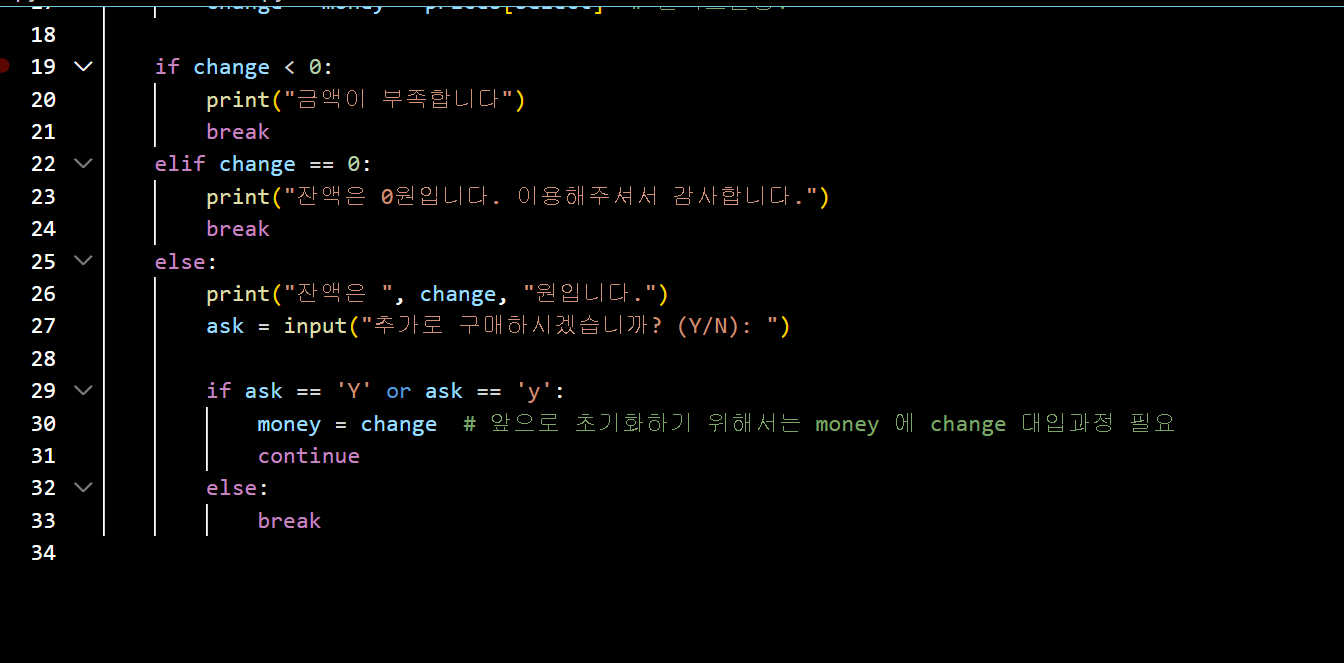 18
19 if change < 0:
20 print("금액이 부족합니다")
21 break
22 elif change == 0:
23 print("잔액은 0원입니다. 이용해주셔서 감사합니다.")
24 break
25 else:
26 print("잔액은 ", change, "원입니다.")
27 ask = input("추가로 구매하시겠습니까? (Y/N): ")
28
29 if ask == 'Y' or ask == 'y':
30 money = change  # 앞으로 초기화하기 위해서는 money 에 change 대입과정 필요
31 continue
32 else:
33 break
34